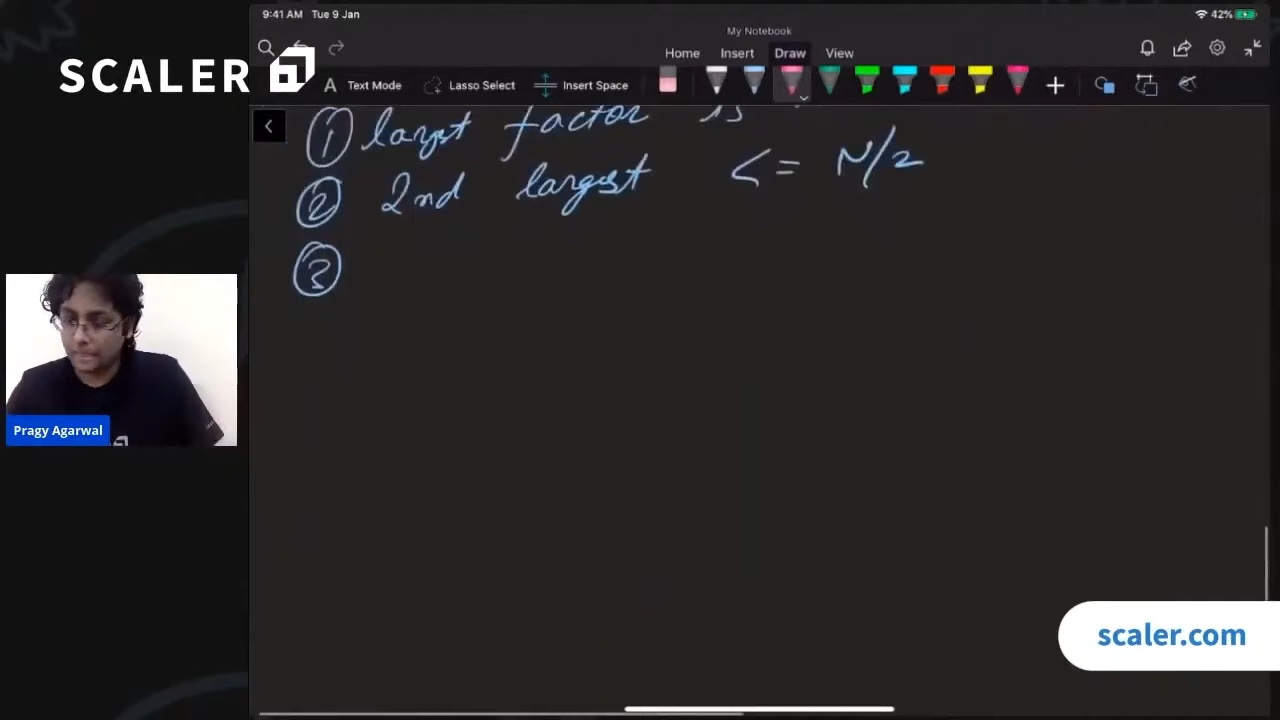 9:41 AM Tue 9 Jan
42%
My Notebook
SCALER
Home Insert Draw View
A Text Mode Lasso Select Insert Space
① largst factor is
② 2nd largest <= N/2
③
Pragy Agarwal
scaler.com